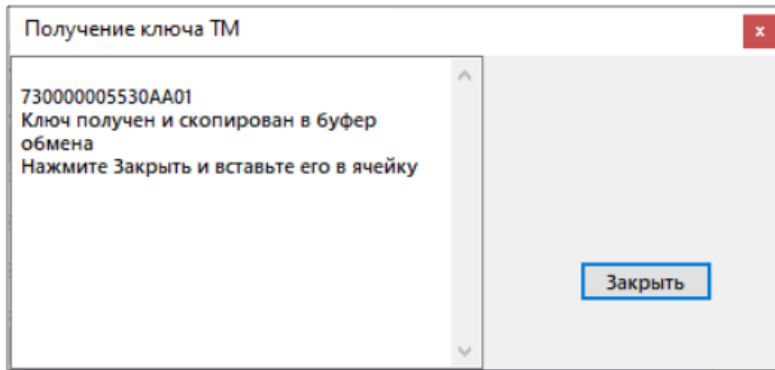 Получение ключа ТМ
x
730000005530AA01
Ключ получен и скопирован в буфер
обмена
Нажмите Закрыть и вставьте его в ячейку
Закрыть